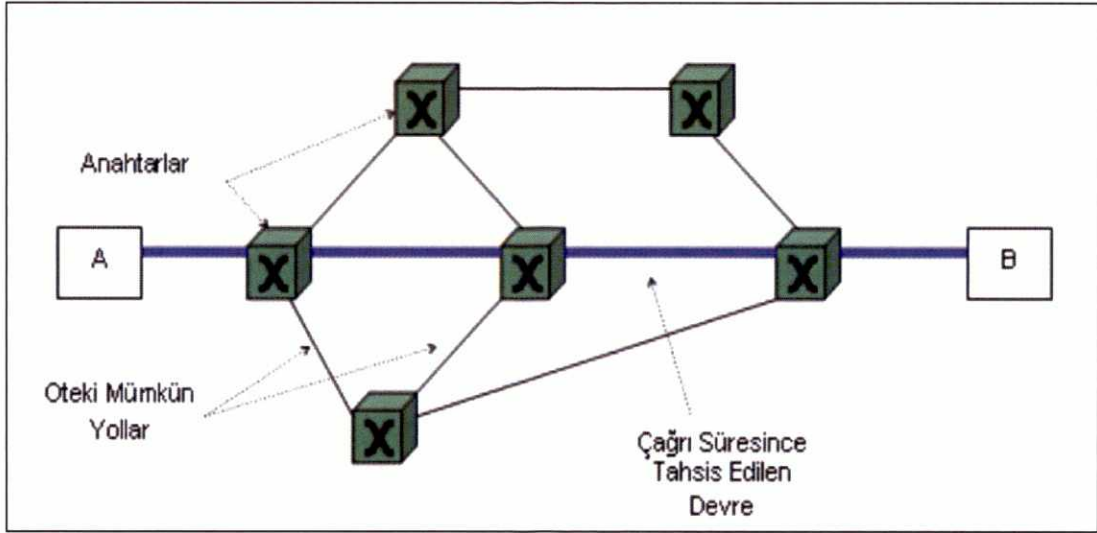 X
X
Anahtarlar
A
X
X
X
B
Oteki Mümkün
Yollar
X
Çağrı Süresince
Tahsis Edilen
Devre